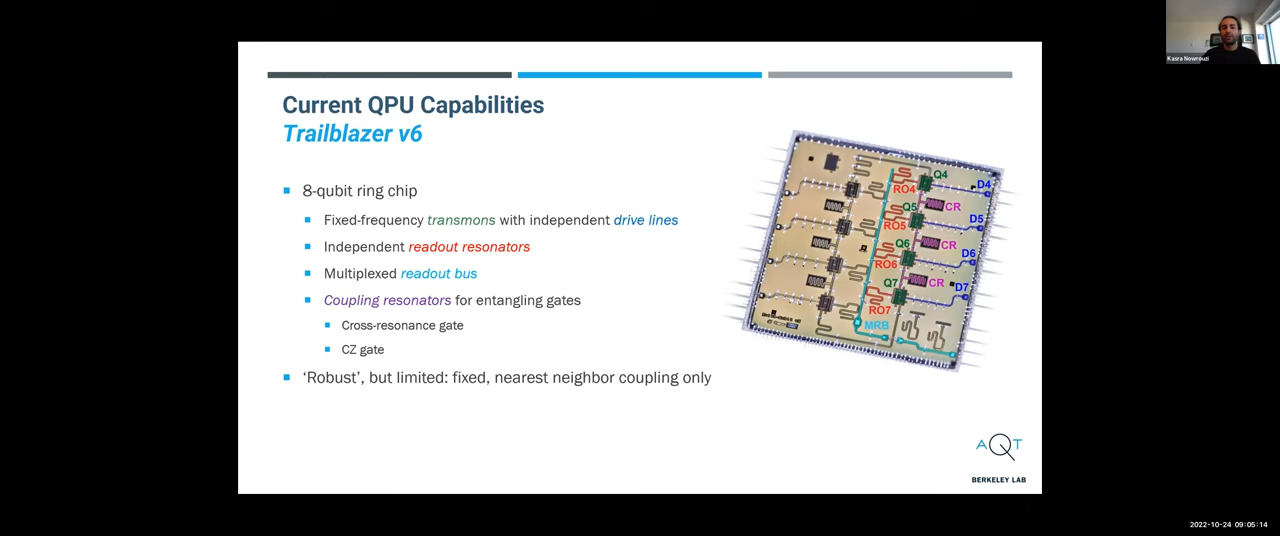 Kasra Nowrouzi
Current QPU Capabilities
Trailblazer v6
8-qubit ring chip
Fixed-frequency transmons with independent drive lines
Independent readout resonators
Multiplexed readout bus
Coupling resonators for entangling gates
Cross-resonance gate
CZ gate
‘Robust’, but limited: fixed, nearest neighbor coupling only
Q4
D4
RO4
CR
Q5
D5
RO5
Q6
CR
D6
RO6
Q7
CR
D7
RO7
MRB
AQT
BERKELEY LAB
2022-10-24 09:05:14